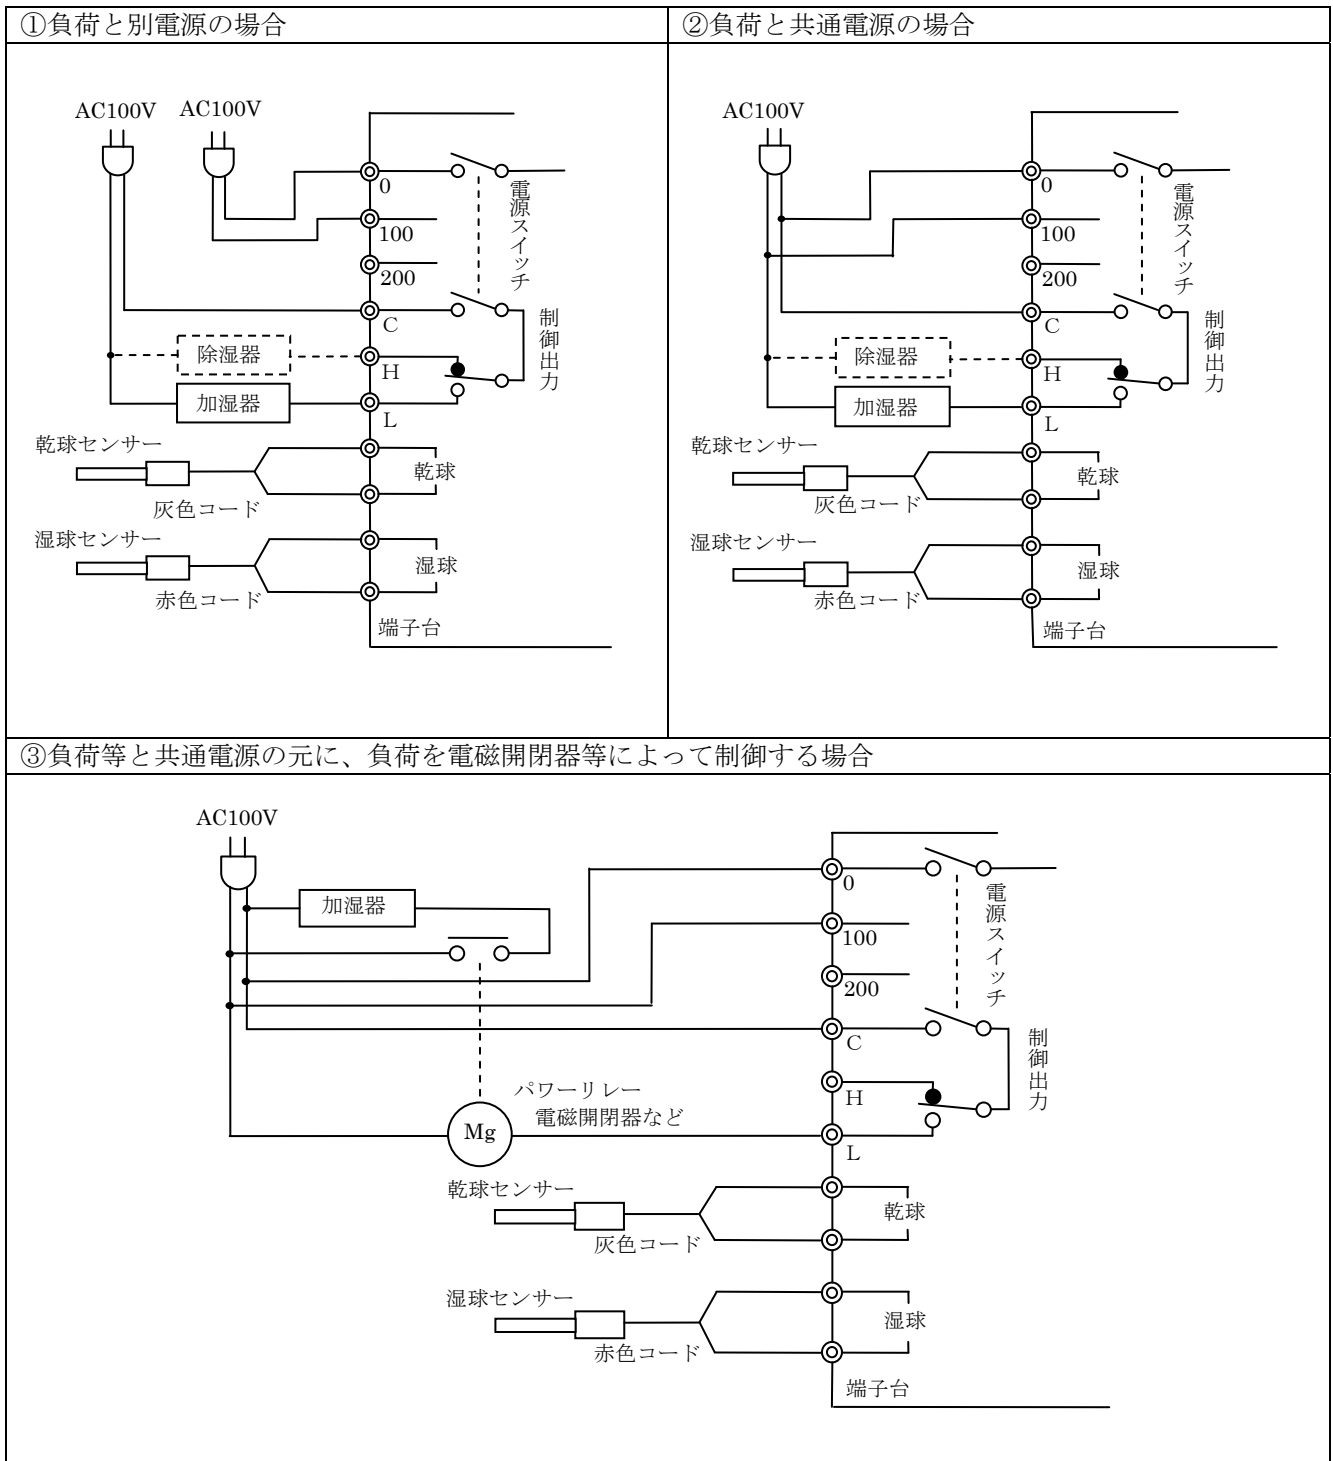 ①負荷と別電源の場合
AC100V AC100V
0
100
200
C
H
L
電源スイッチ
制御出力
除湿器
加湿器
乾球センサー
灰色コード
乾球
湿球センサー
赤色コード
湿球
端子台
②負荷と共通電源の場合
AC100V
0
100
200
C
H
L
電源スイッチ
制御出力
除湿器
加湿器
乾球センサー
灰色コード
乾球
湿球センサー
赤色コード
湿球
端子台
③負荷等と共通電源の元に、負荷を電磁開閉器等によって制御する場合
AC100V
加湿器
0
100
200
C
H
L
電源スイッチ
制御出力
パワーリレー
電磁開閉器など
Mg
乾球センサー
灰色コード
乾球
湿球センサー
赤色コード
湿球
端子台